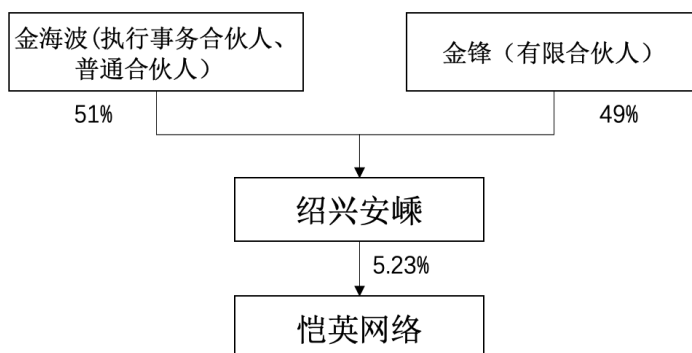 金海波(执行事务合伙人、
普通合伙人）
金锋（有限合伙人）
51%
49%
绍兴安嵊
5.23%
恺英网络